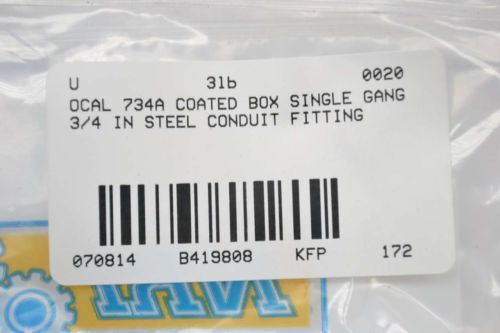 U 31b 0020
OCAL 734A COATED BOX SINGLE GANG
3/4 IN STEEL CONDUIT FITTING
070814 B419808 KFP 172